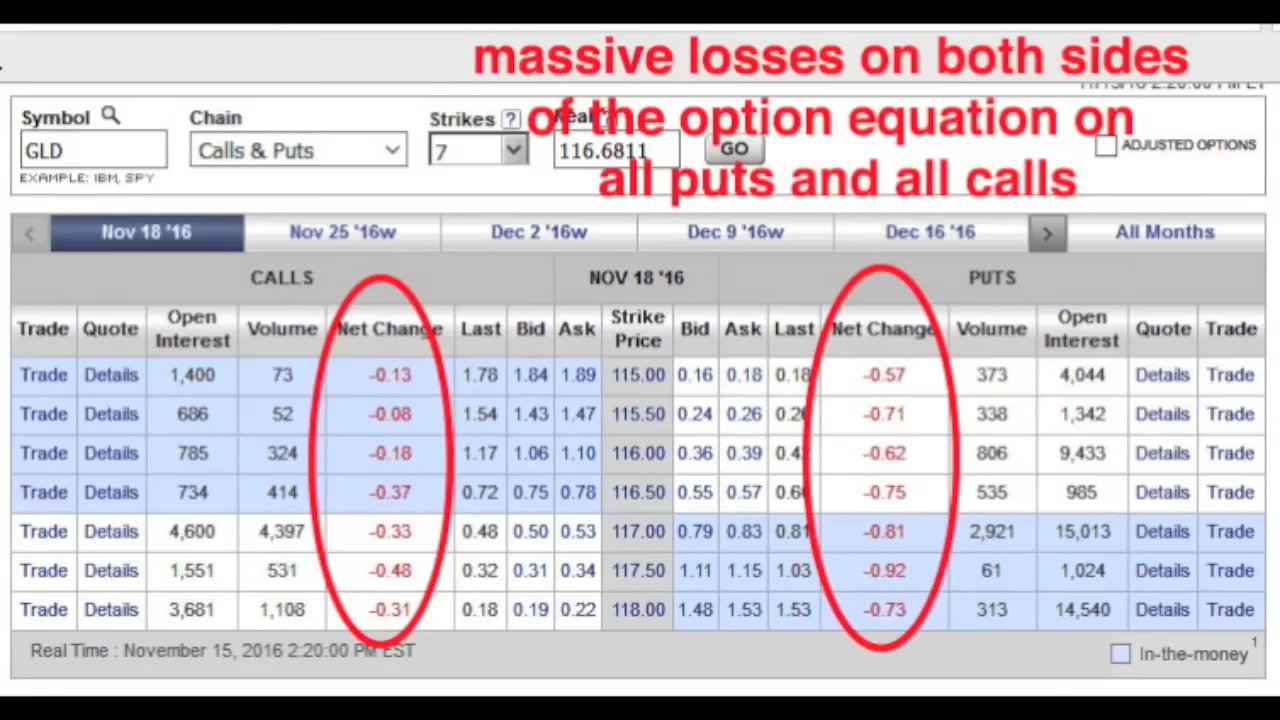 massive losses on both sides
of the option equation on
all puts and all calls
Symbol Chain Strikes ? ADJUSTED OPTIONS
GLD Calls & Puts 7 116.6811 GO
EXAMPLE: IBM, SPY
< Nov 18 '16 Nov 25 '16w Dec 2 '16w Dec 9 '16w Dec 16 '16 > All Months
CALLS NOV 18 '16 PUTS
Trade Quote Open Interest Volume Net Change Last Bid Ask Strike Price Bid Ask Last Net Change Volume Open Interest Quote Trade
Trade Details 1,400 73 -0.13 1.78 1.84 1.89 115.00 0.16 0.18 0.18 -0.57 373 4,044 Details Trade
Trade Details 686 52 -0.08 1.54 1.43 1.47 115.50 0.24 0.26 -0.71 338 1,342 Details Trade
Trade Details 785 324 -0.18 1.17 1.06 1.10 116.00 0.36 0.39 -0.62 806 9,433 Details Trade
Trade Details 734 414 -0.37 0.72 0.75 0.78 116.50 0.55 0.57 -0.75 535 985 Details Trade
Trade Details 4,600 4,397 -0.33 0.48 0.50 0.53 117.00 0.79 0.83 0.81 -0.81 2,921 15,013 Details Trade
Trade Details 1,551 531 -0.48 0.32 0.31 0.34 117.50 1.11 1.15 1.03 -0.92 61 1,024 Details Trade
Trade Details 3,681 1,108 -0.31 0.18 0.19 0.22 118.00 1.48 1.53 1.53 -0.73 313 14,540 Details Trade
Real Time : November 15, 2016 2:20:00 PM EST In-the-money 1